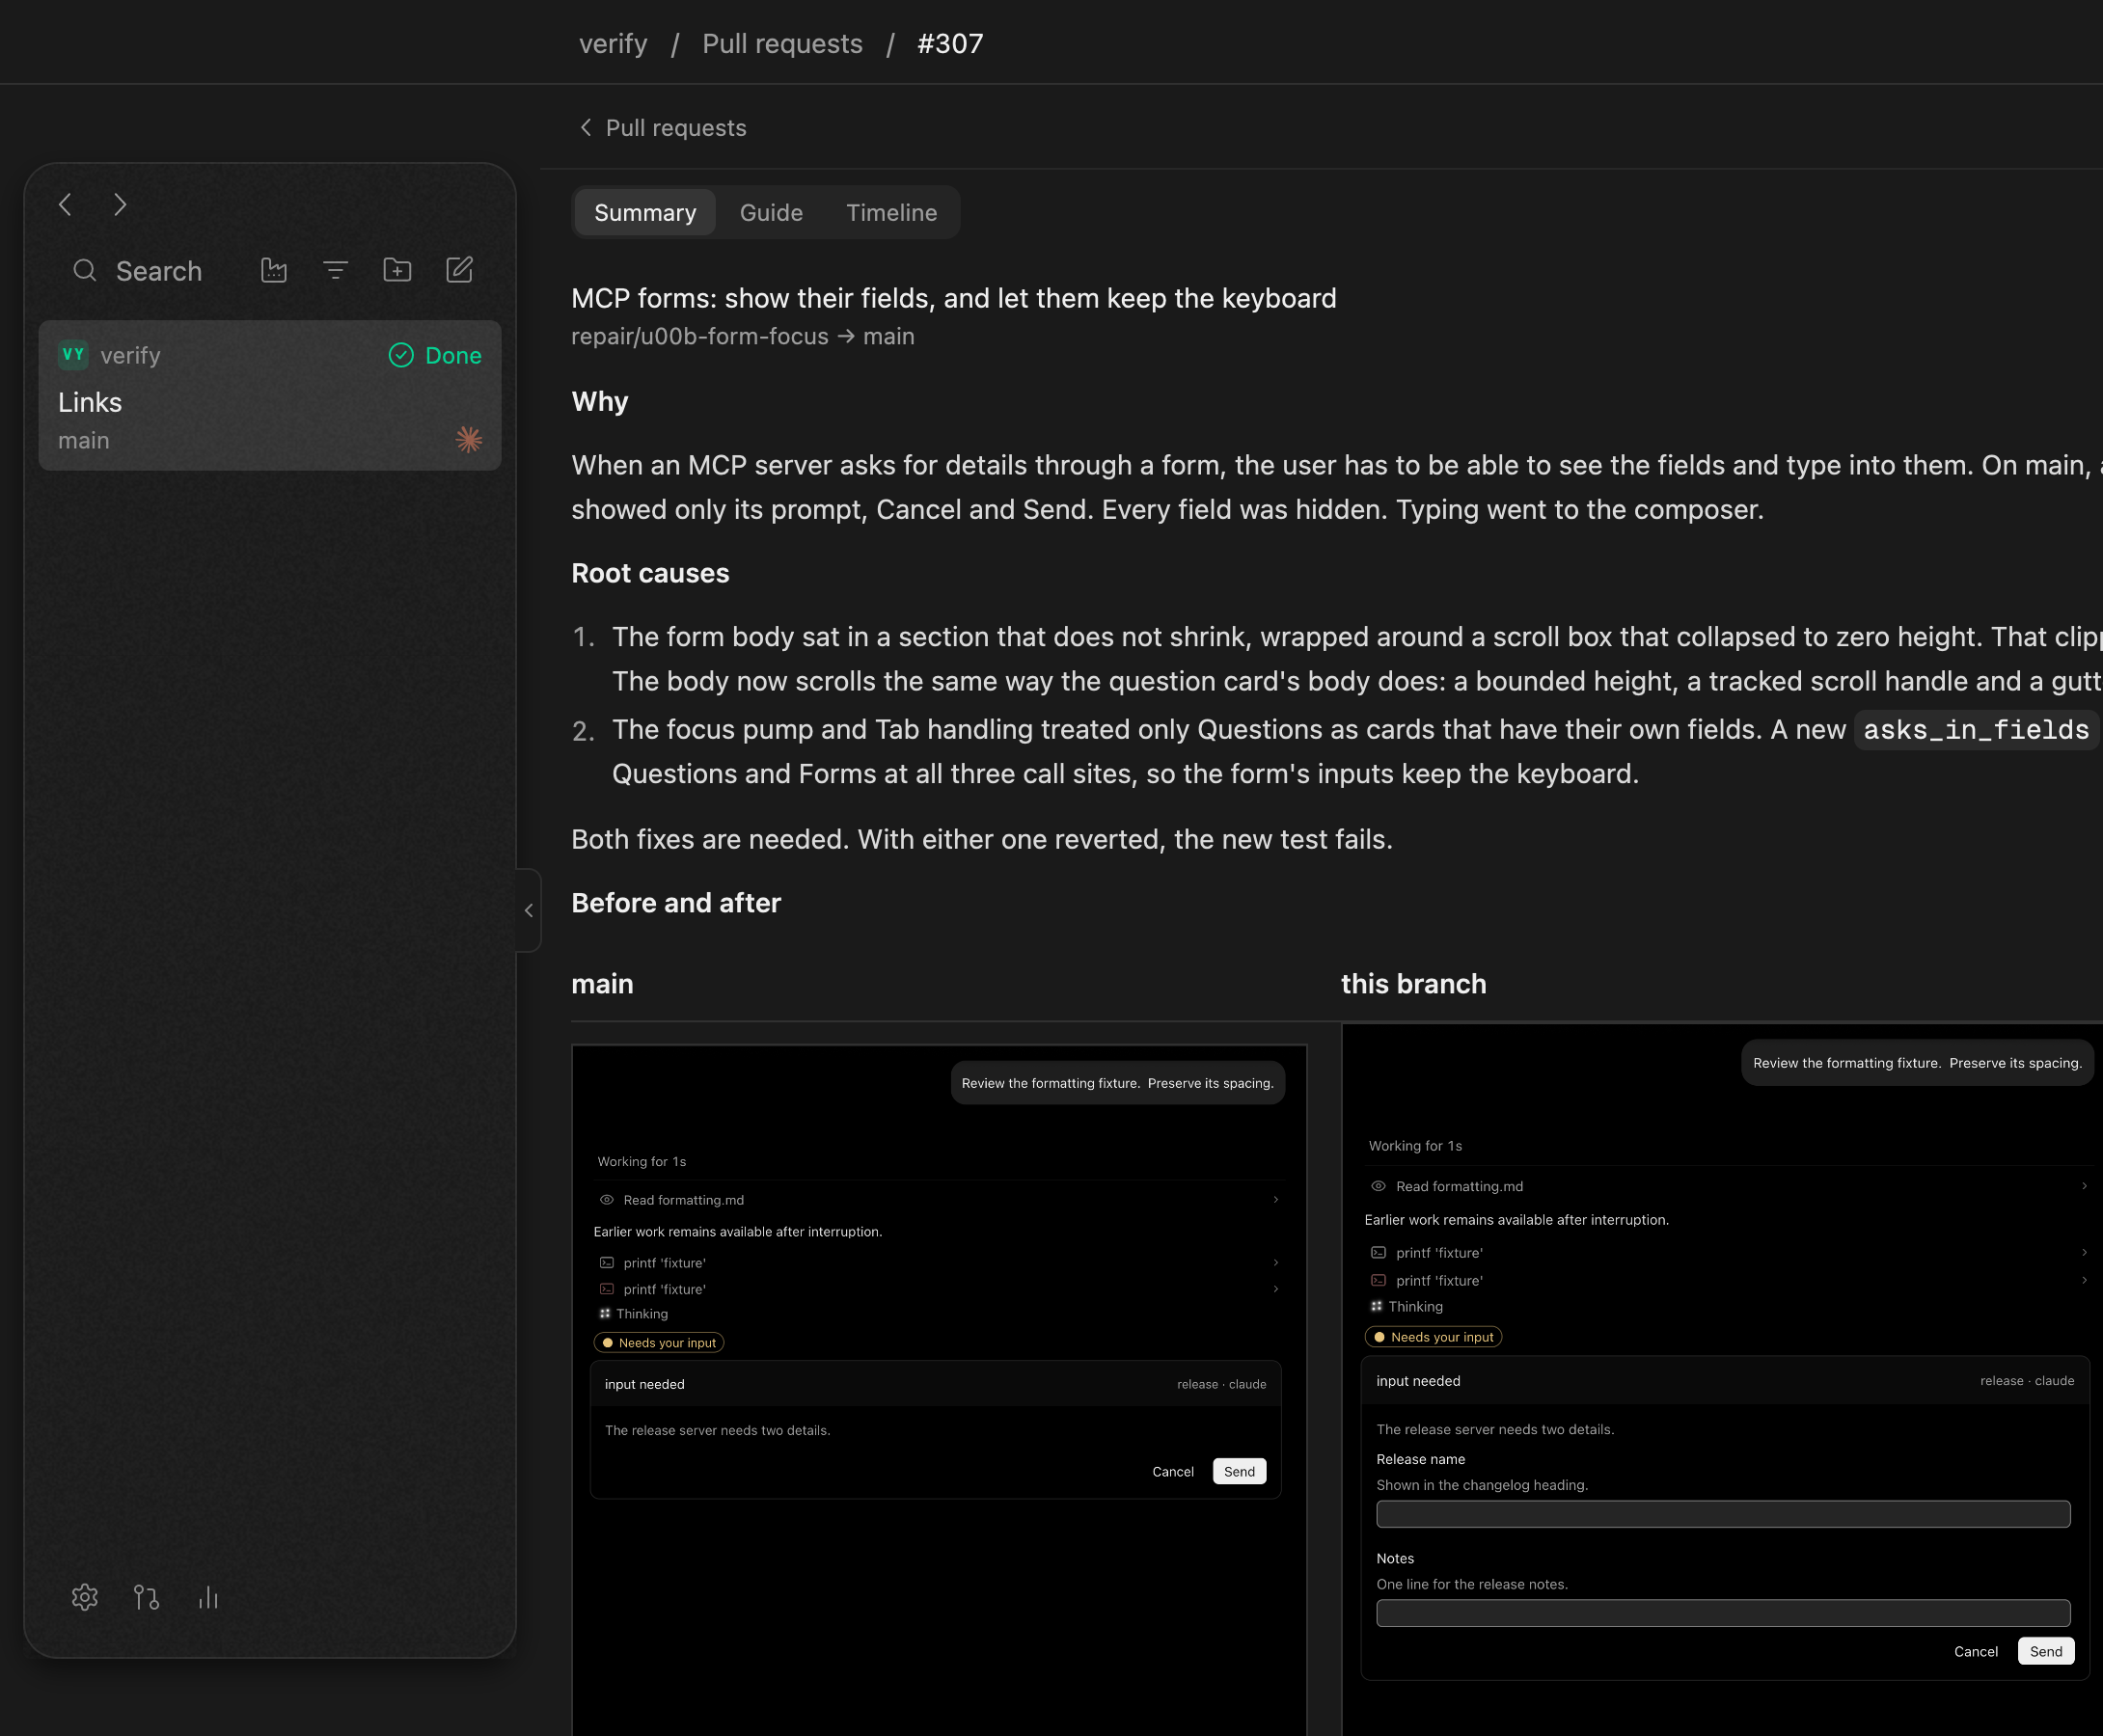 verify / Pull requests / #307
Pull requests
Search
VY verify Done
Links
main
Summary Guide Timeline
MCP forms: show their fields, and let them keep the keyboard
repair/u00b-form-focus → main
Why
When an MCP server asks for details through a form, the user has to be able to see the fields and type into them. On main,
showed only its prompt, Cancel and Send. Every field was hidden. Typing went to the composer.
Root causes
1. The form body sat in a section that does not shrink, wrapped around a scroll box that collapsed to zero height. That
The body now scrolls the same way the question card's body does: a bounded height, a tracked scroll handle and a
2. The focus pump and Tab handling treated only Questions as cards that have their own fields. A new asks_in_fields
Questions and Forms at all three call sites, so the form's inputs keep the keyboard.
Both fixes are needed. With either one reverted, the new test fails.
Before and after
main
this branch
Review the formatting fixture. Preserve its spacing.
Working for 1s
Read formatting.md
Earlier work remains available after interruption.
printf 'fixture'
printf 'fixture'
Thinking
Needs your input
input needed release · claude
The release server needs two details.
Cancel Send
Review the formatting fixture. Preserve its spacing.
Working for 1s
Read formatting.md
Earlier work remains available after interruption.
printf 'fixture'
printf 'fixture'
Thinking
Needs your input
input needed release · claude
The release server needs two details.
Release name
Shown in the changelog heading.
Notes
One line for the release notes.
Cancel Send